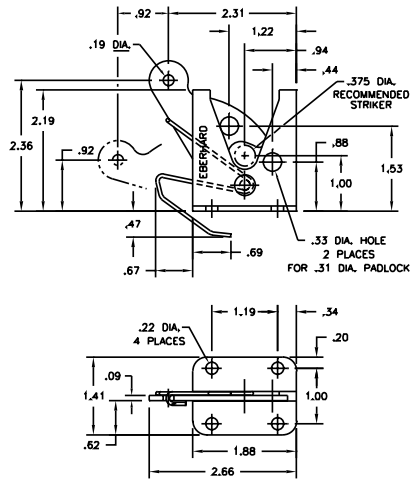 .92
2.31
1.22
.94
.44
.19 DIA.
.375 DIA.
RECOMMENDED
STRIKER
2.36
2.19
.92
EBERHARD
.88
1.00
1.53
.47
.69
.67
.33 DIA. HOLE
2 PLACES
FOR .31 DIA. PADLOCK
1.19
.34
.22 DIA,
4 PLACES
.20
.09
1.41
1.00
.62
1.88
2.66